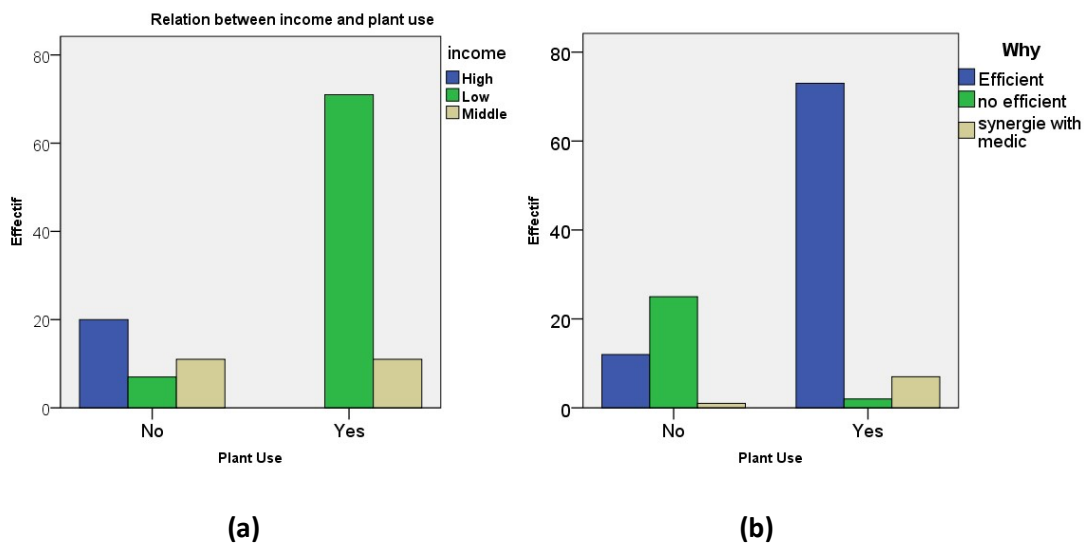 Relation between income and plant use
income
High
Low
Middle
80
60
40
20
0
Effectif
No
Yes
Plant Use
(a)
Why
Efficient
no efficient
synergie with
medic
80
60
40
20
0
Effectif
No
Yes
Plant Use
(b)